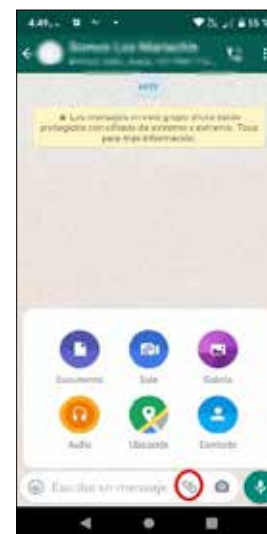 Somos Los Mariachis
HOY
Los mensajes en este grupo ahora están
protegidos con cifrado de extremo a extremo. Toca
para más información.
Documento
Sala
Galería
Audio
Ubicación
Contacto
Escribe un mensaje